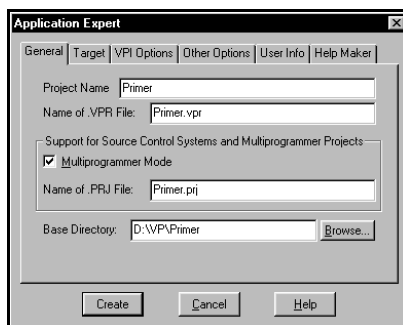 Application Expert
General Target VPI Options Other Options User Info Help Maker
Project Name Primer
Name of .VPR File: Primer.vpr
Support for Source Control Systems and Multiprogrammer Projects
Multiprogrammer Mode
Name of .PRJ File: Primer.prj
Base Directory: D:\VP\Primer Browse...
Create Cancel Help